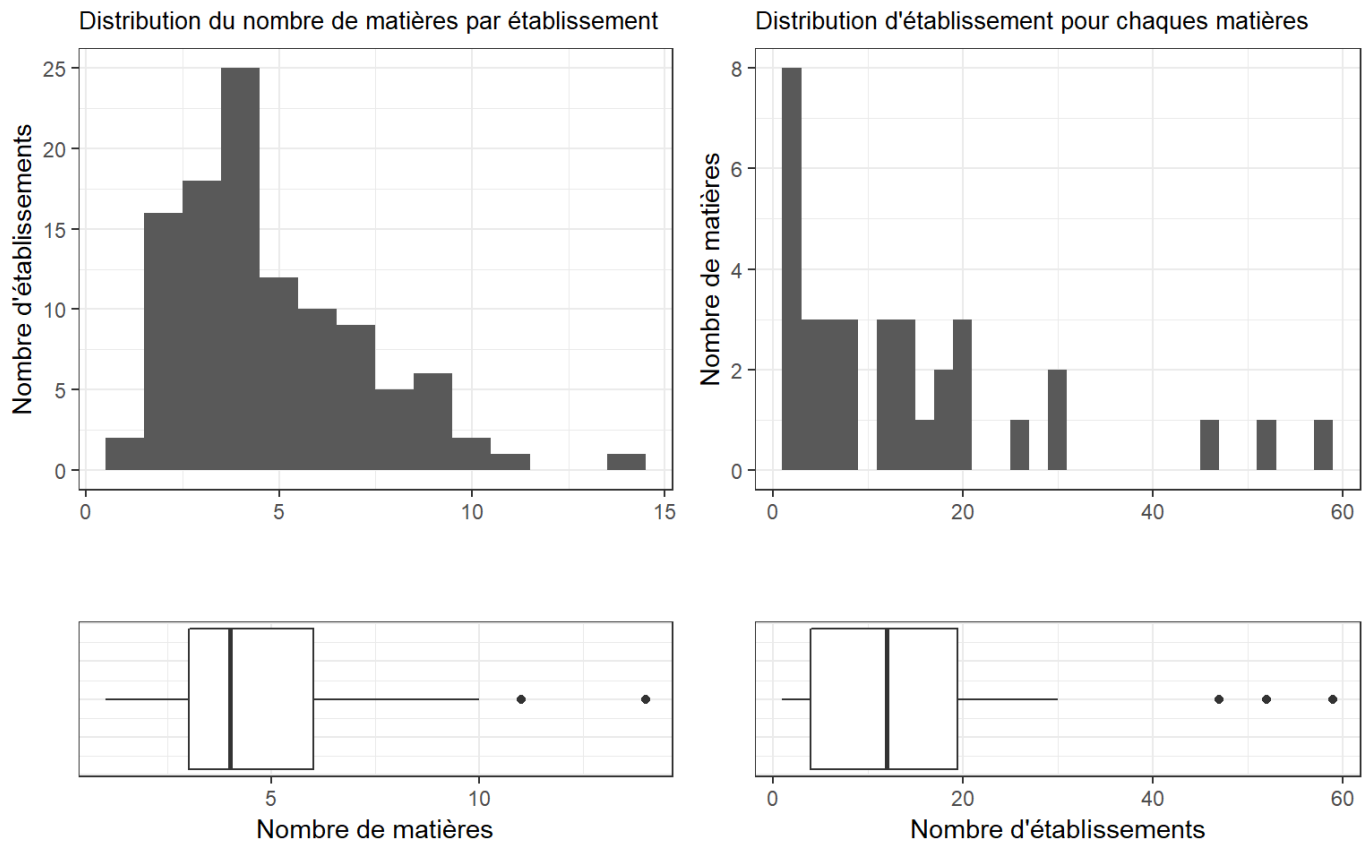 Distribution du nombre de matières par établissement
Nombre d'établissements
25
20
15
10
5
0
0 5 10 15
5 10
Nombre de matières
Distribution d'établissement pour chaques matières
Nombre de matières
8
6
4
2
0
0 20 40 60
0 20 40 60
Nombre d'établissements